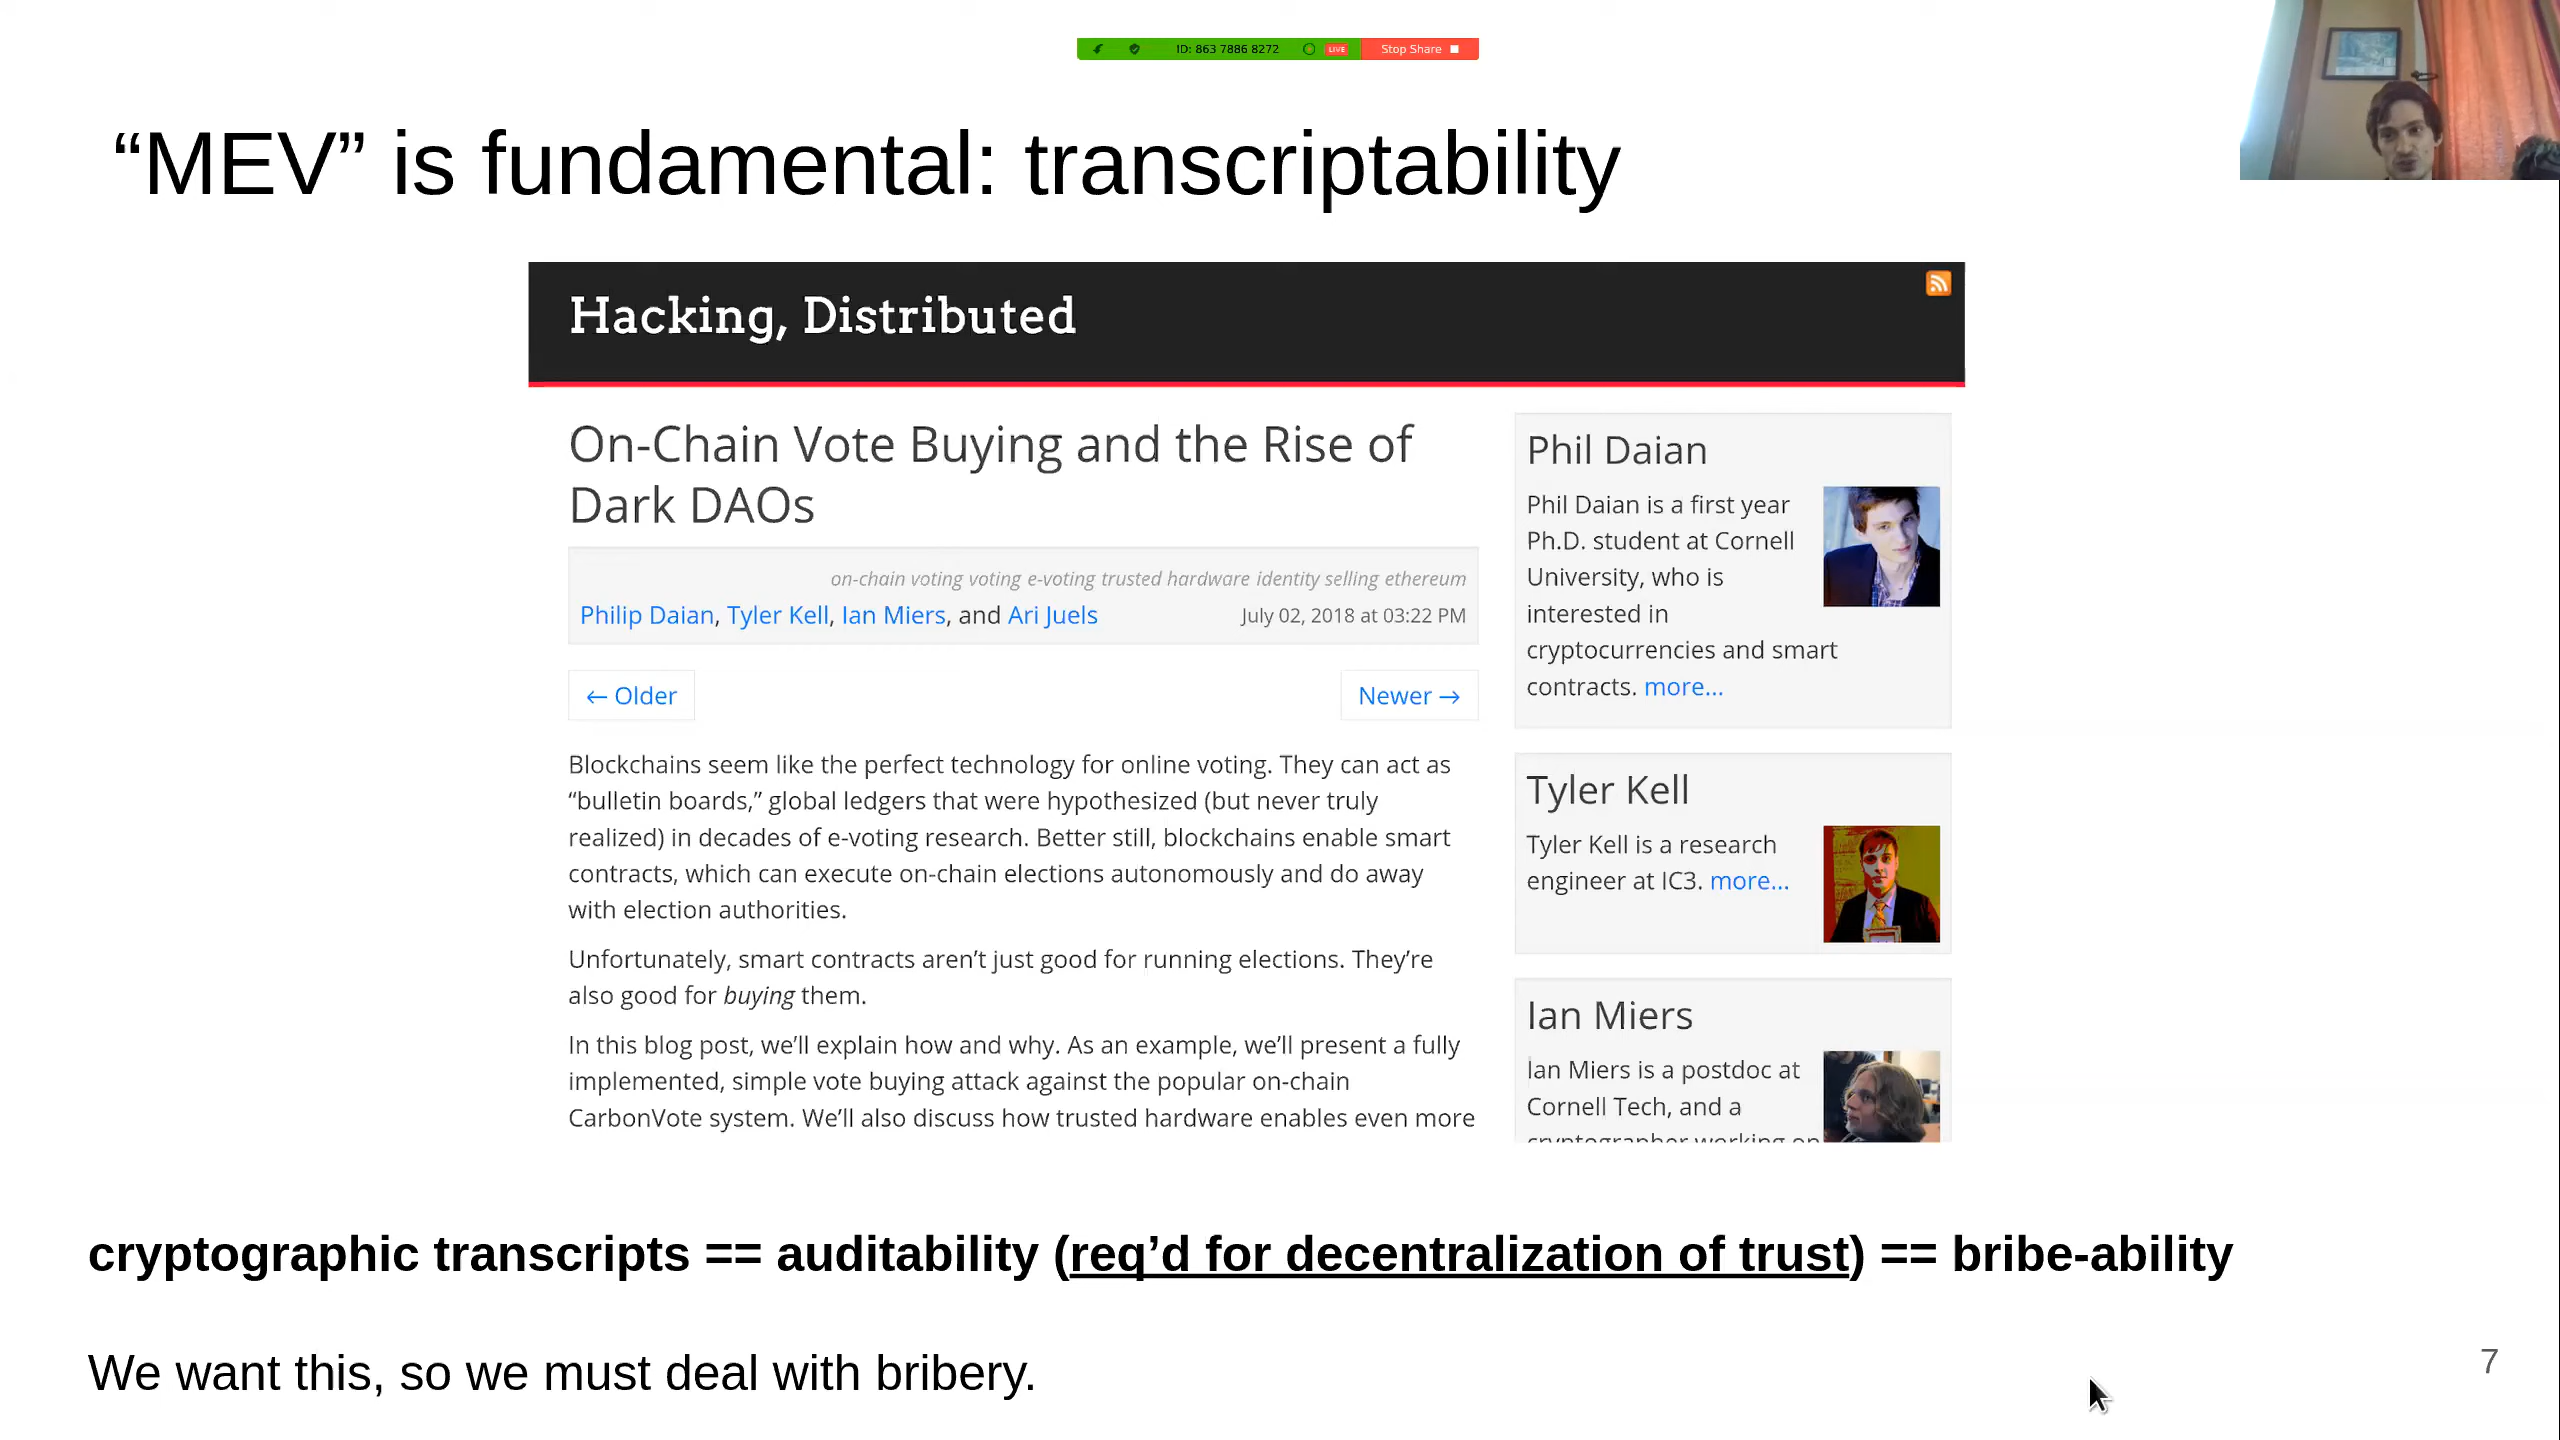 ID: 863 7886 8272 LIVE Stop Share
“MEV” is fundamental: transcriptability
Hacking, Distributed
On-Chain Vote Buying and the Rise of
Dark DAOs
on-chain voting voting e-voting trusted hardware identity selling ethereum
Philip Daian, Tyler Kell, Ian Miers, and Ari Juels July 02, 2018 at 03:22 PM
← Older Newer →
Blockchains seem like the perfect technology for online voting. They can act as
“bulletin boards,” global ledgers that were hypothesized (but never truly
realized) in decades of e-voting research. Better still, blockchains enable smart
contracts, which can execute on-chain elections autonomously and do away
with election authorities.
Unfortunately, smart contracts aren’t just good for running elections. They’re
also good for buying them.
In this blog post, we’ll explain how and why. As an example, we’ll present a fully
implemented, simple vote buying attack against the popular on-chain
CarbonVote system. We’ll also discuss how trusted hardware enables even more
Phil Daian
Phil Daian is a first year
Ph.D. student at Cornell
University, who is
interested in
cryptocurrencies and smart
contracts. more...
Tyler Kell
Tyler Kell is a research
engineer at IC3. more...
Ian Miers
Ian Miers is a postdoc at
Cornell Tech, and a
cryptographer working on
cryptographic transcripts == auditability (req’d for decentralization of trust) == bribe-ability
We want this, so we must deal with bribery.
7